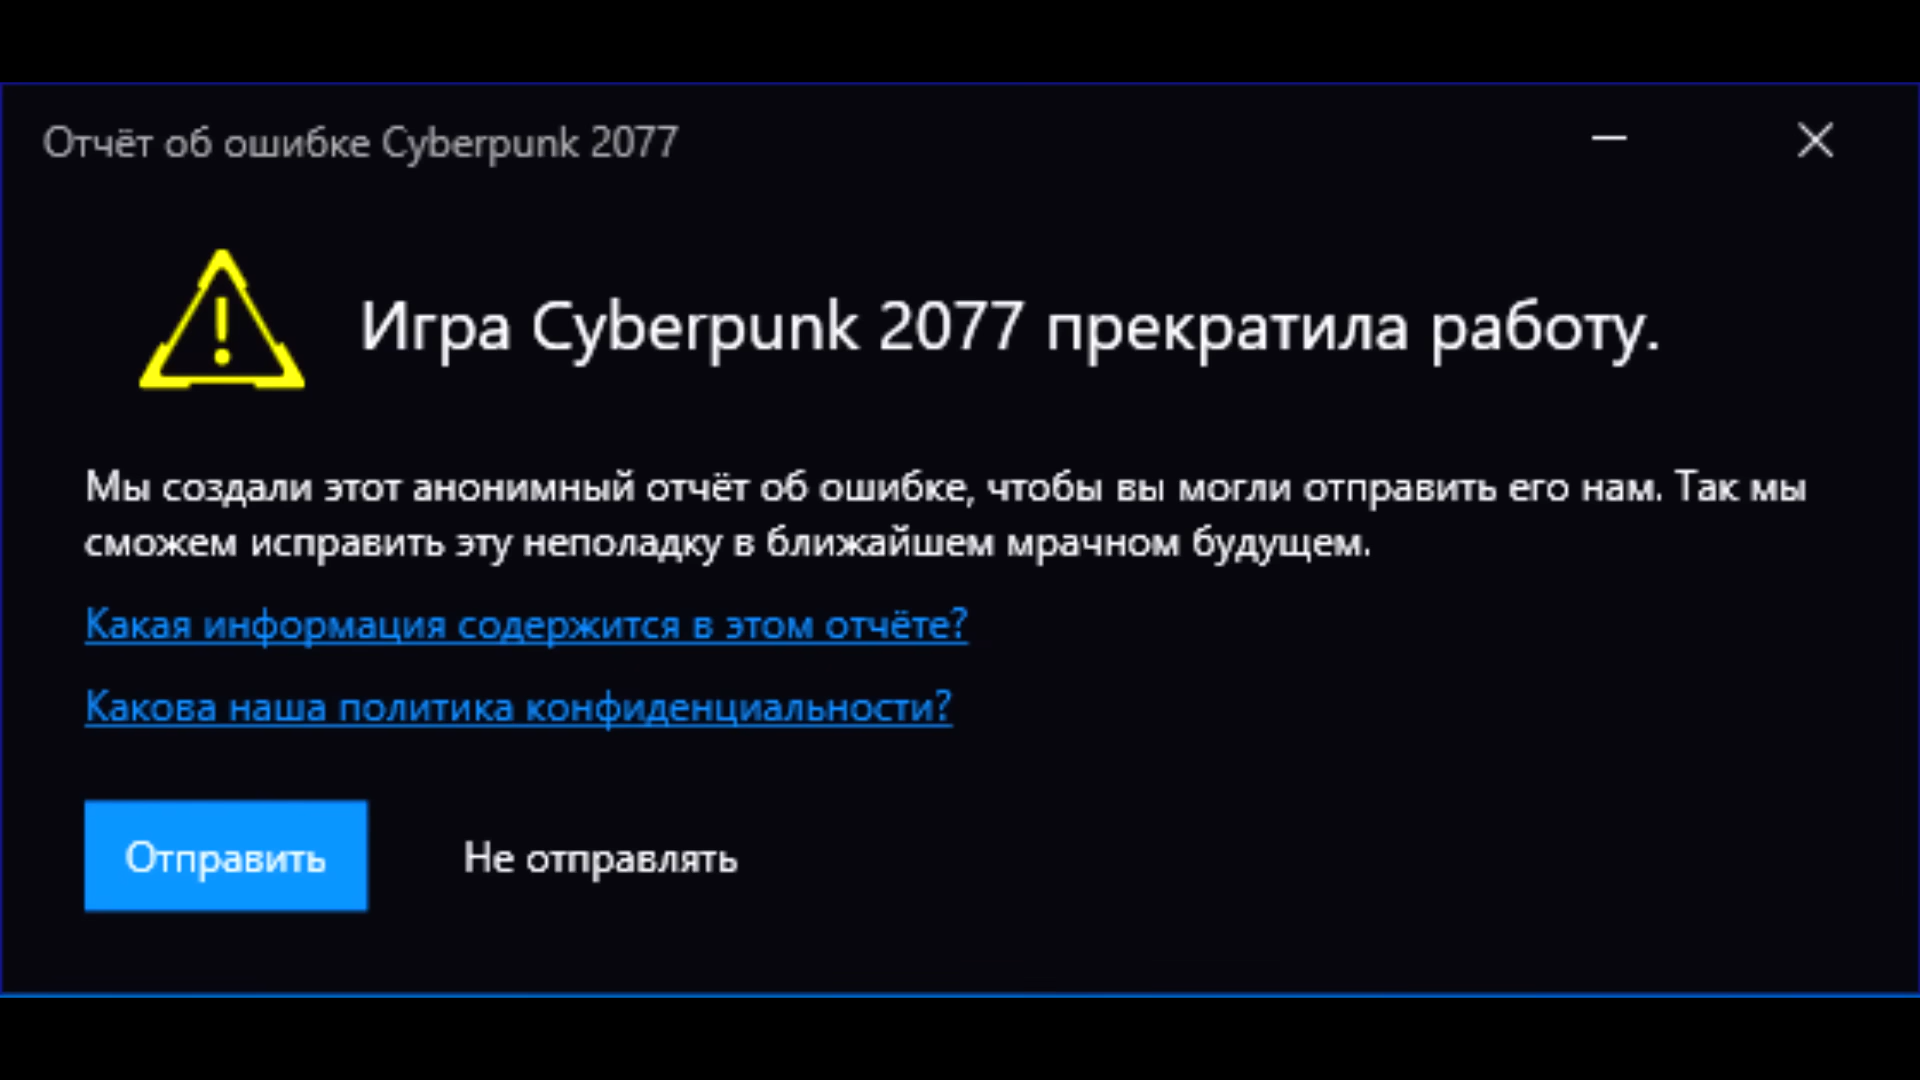 Отчёт об ошибке Cyberpunk 2077
Игра Cyberpunk 2077 прекратила работу.
Мы создали этот анонимный отчёт об ошибке, чтобы вы могли отправить его нам. Так мы
сможем исправить эту неполадку в ближайшем мрачном будущем.
Какая информация содержится в этом отчёте?
Какова наша политика конфиденциальности?
Отправить Не отправлять